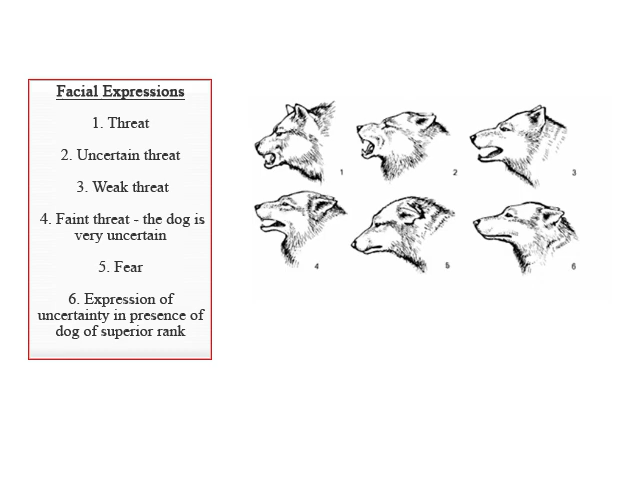 Facial Expressions
1. Threat
2. Uncertain threat
3. Weak threat
4. Faint threat - the dog is
very uncertain
5. Fear
6. Expression of
uncertainty in presence of
dog of superior rank
1
2
3
4
5
6